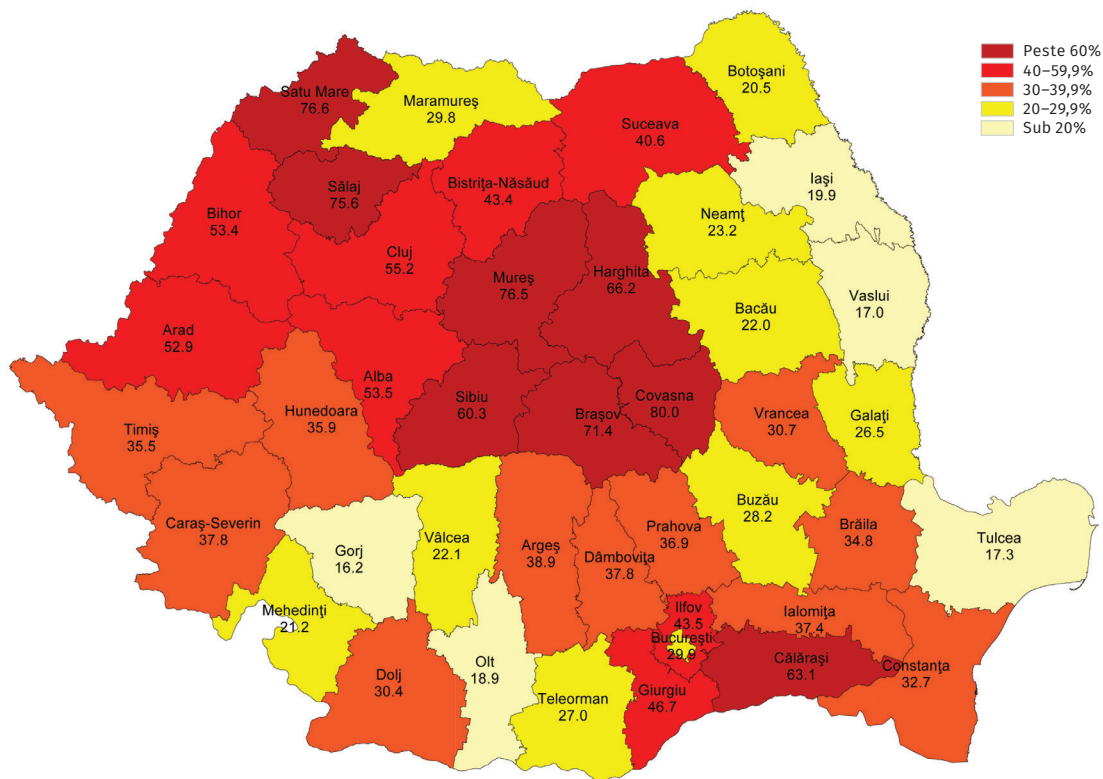 Peste 60%
40–59,9%
30–39,9%
20–29,9%
Sub 20%
Botoşani
20.5
Satu Mare
76.6
Maramureş
29.8
Suceava
40.6
Iaşi
19.9
Sălaj
75.6
Bistriţa-Năsăud
43.4
Neamţ
23.2
Bihor
53.4
Cluj
55.2
Mureş
76.5
Harghita
66.2
Bacău
22.0
Vaslui
17.0
Arad
52.9
Alba
53.5
Sibiu
60.3
Braşov
71.4
Covasna
80.0
Hunedoara
35.9
Timiş
35.5
Vrancea
30.7
Galaţi
26.5
Caraş-Severin
37.8
Gorj
16.2
Vâlcea
22.1
Argeş
38.9
Dâmboviţa
37.8
Prahova
36.9
Buzău
28.2
Brăila
34.8
Tulcea
17.3
Mehedinţi
21.2
Ilfov
43.5
Bucureşti
29.9
Ialomiţa
37.4
Călăraşi
63.1
Constanţa
32.7
Dolj
30.4
Olt
18.9
Teleorman
27.0
Giurgiu
46.7